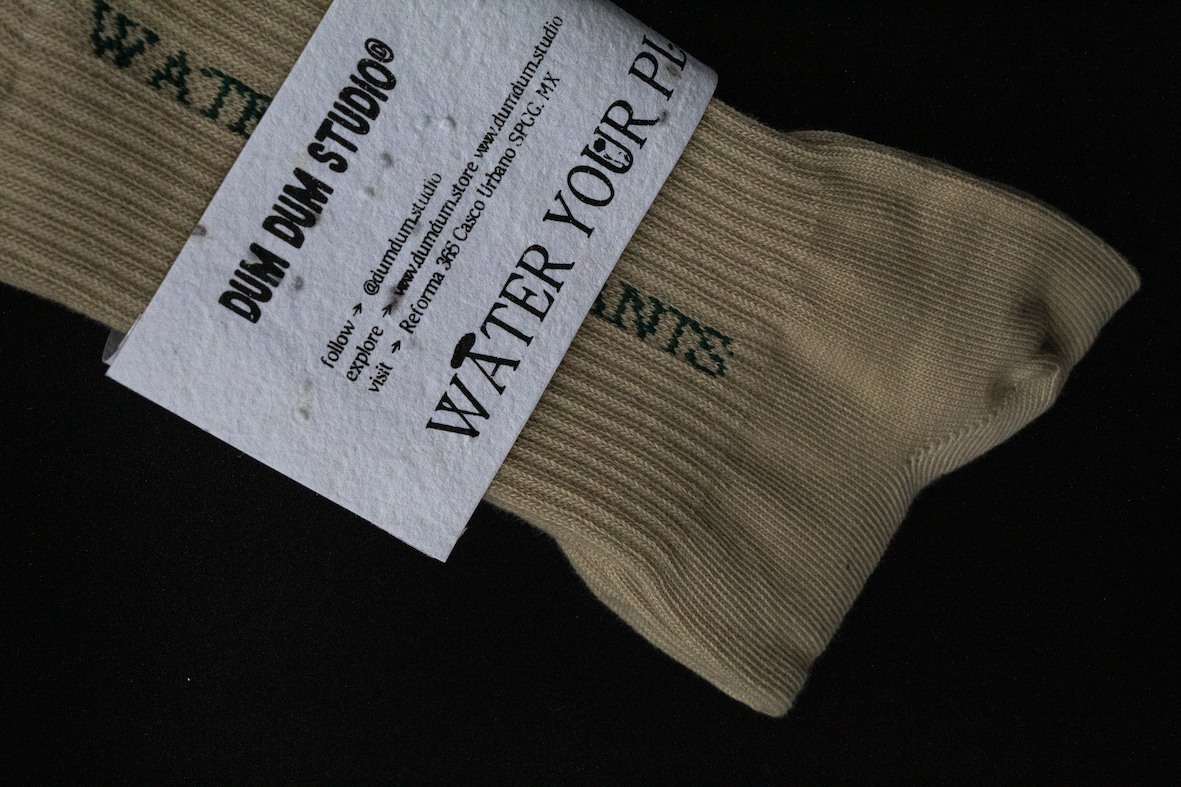 DUM DUM STUDIO®
follow → @dumdum.studio
explore → www.dumdum.store www.dumdum.studio
visit → Reforma 365 Casco Urbano SPGG. MX
WATER YOUR PL
WATE
ANTS